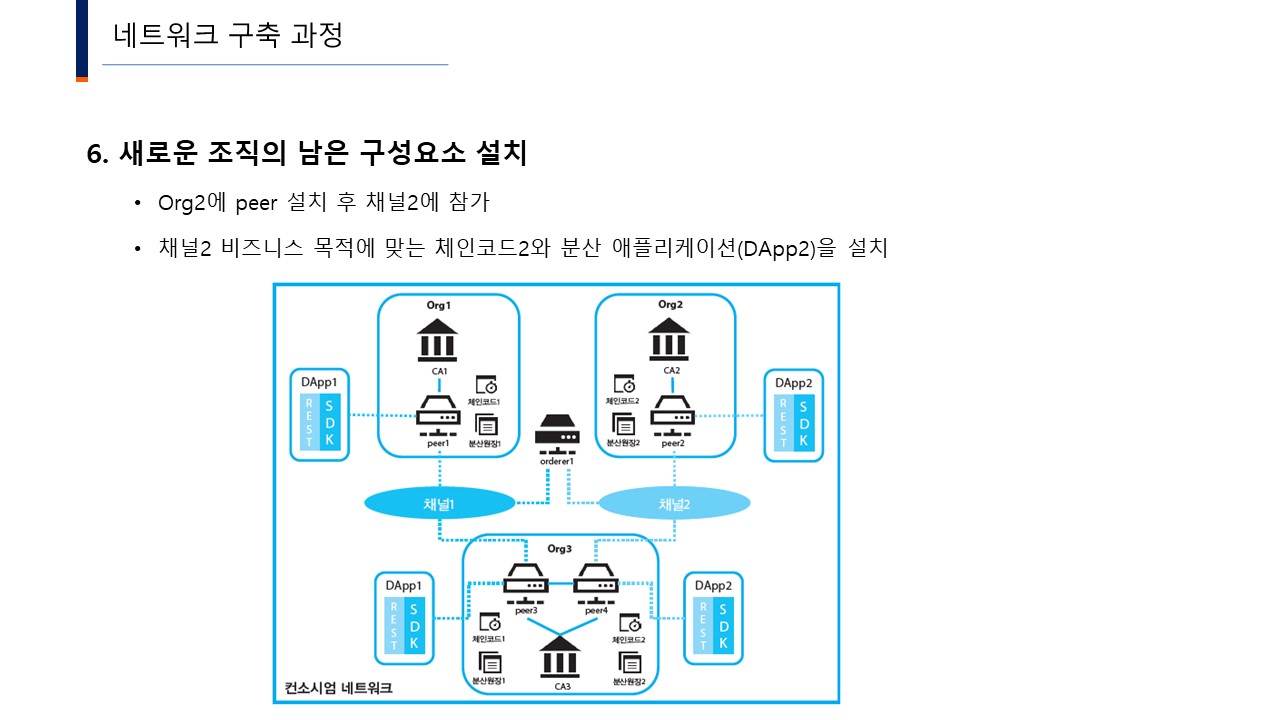 네트워크 구축 과정
6. 새로운 조직의 남은 구성요소 설치
• Org2에 peer 설치 후 채널2에 참가
• 채널2 비즈니스 목적에 맞는 체인코드2와 분산 애플리케이션(DApp2)을 설치
Org1
CA1
체인코드1
peer1
분산원장1
DApp1
REST
SDK
Org2
CA2
체인코드2
분산원장2
peer2
DApp2
REST
SDK
orderer1
채널1
채널2
Org3
peer3
peer4
체인코드1
체인코드2
분산원장1
CA3
분산원장2
DApp1
REST
SDK
DApp2
REST
SDK
컨소시엄 네트워크